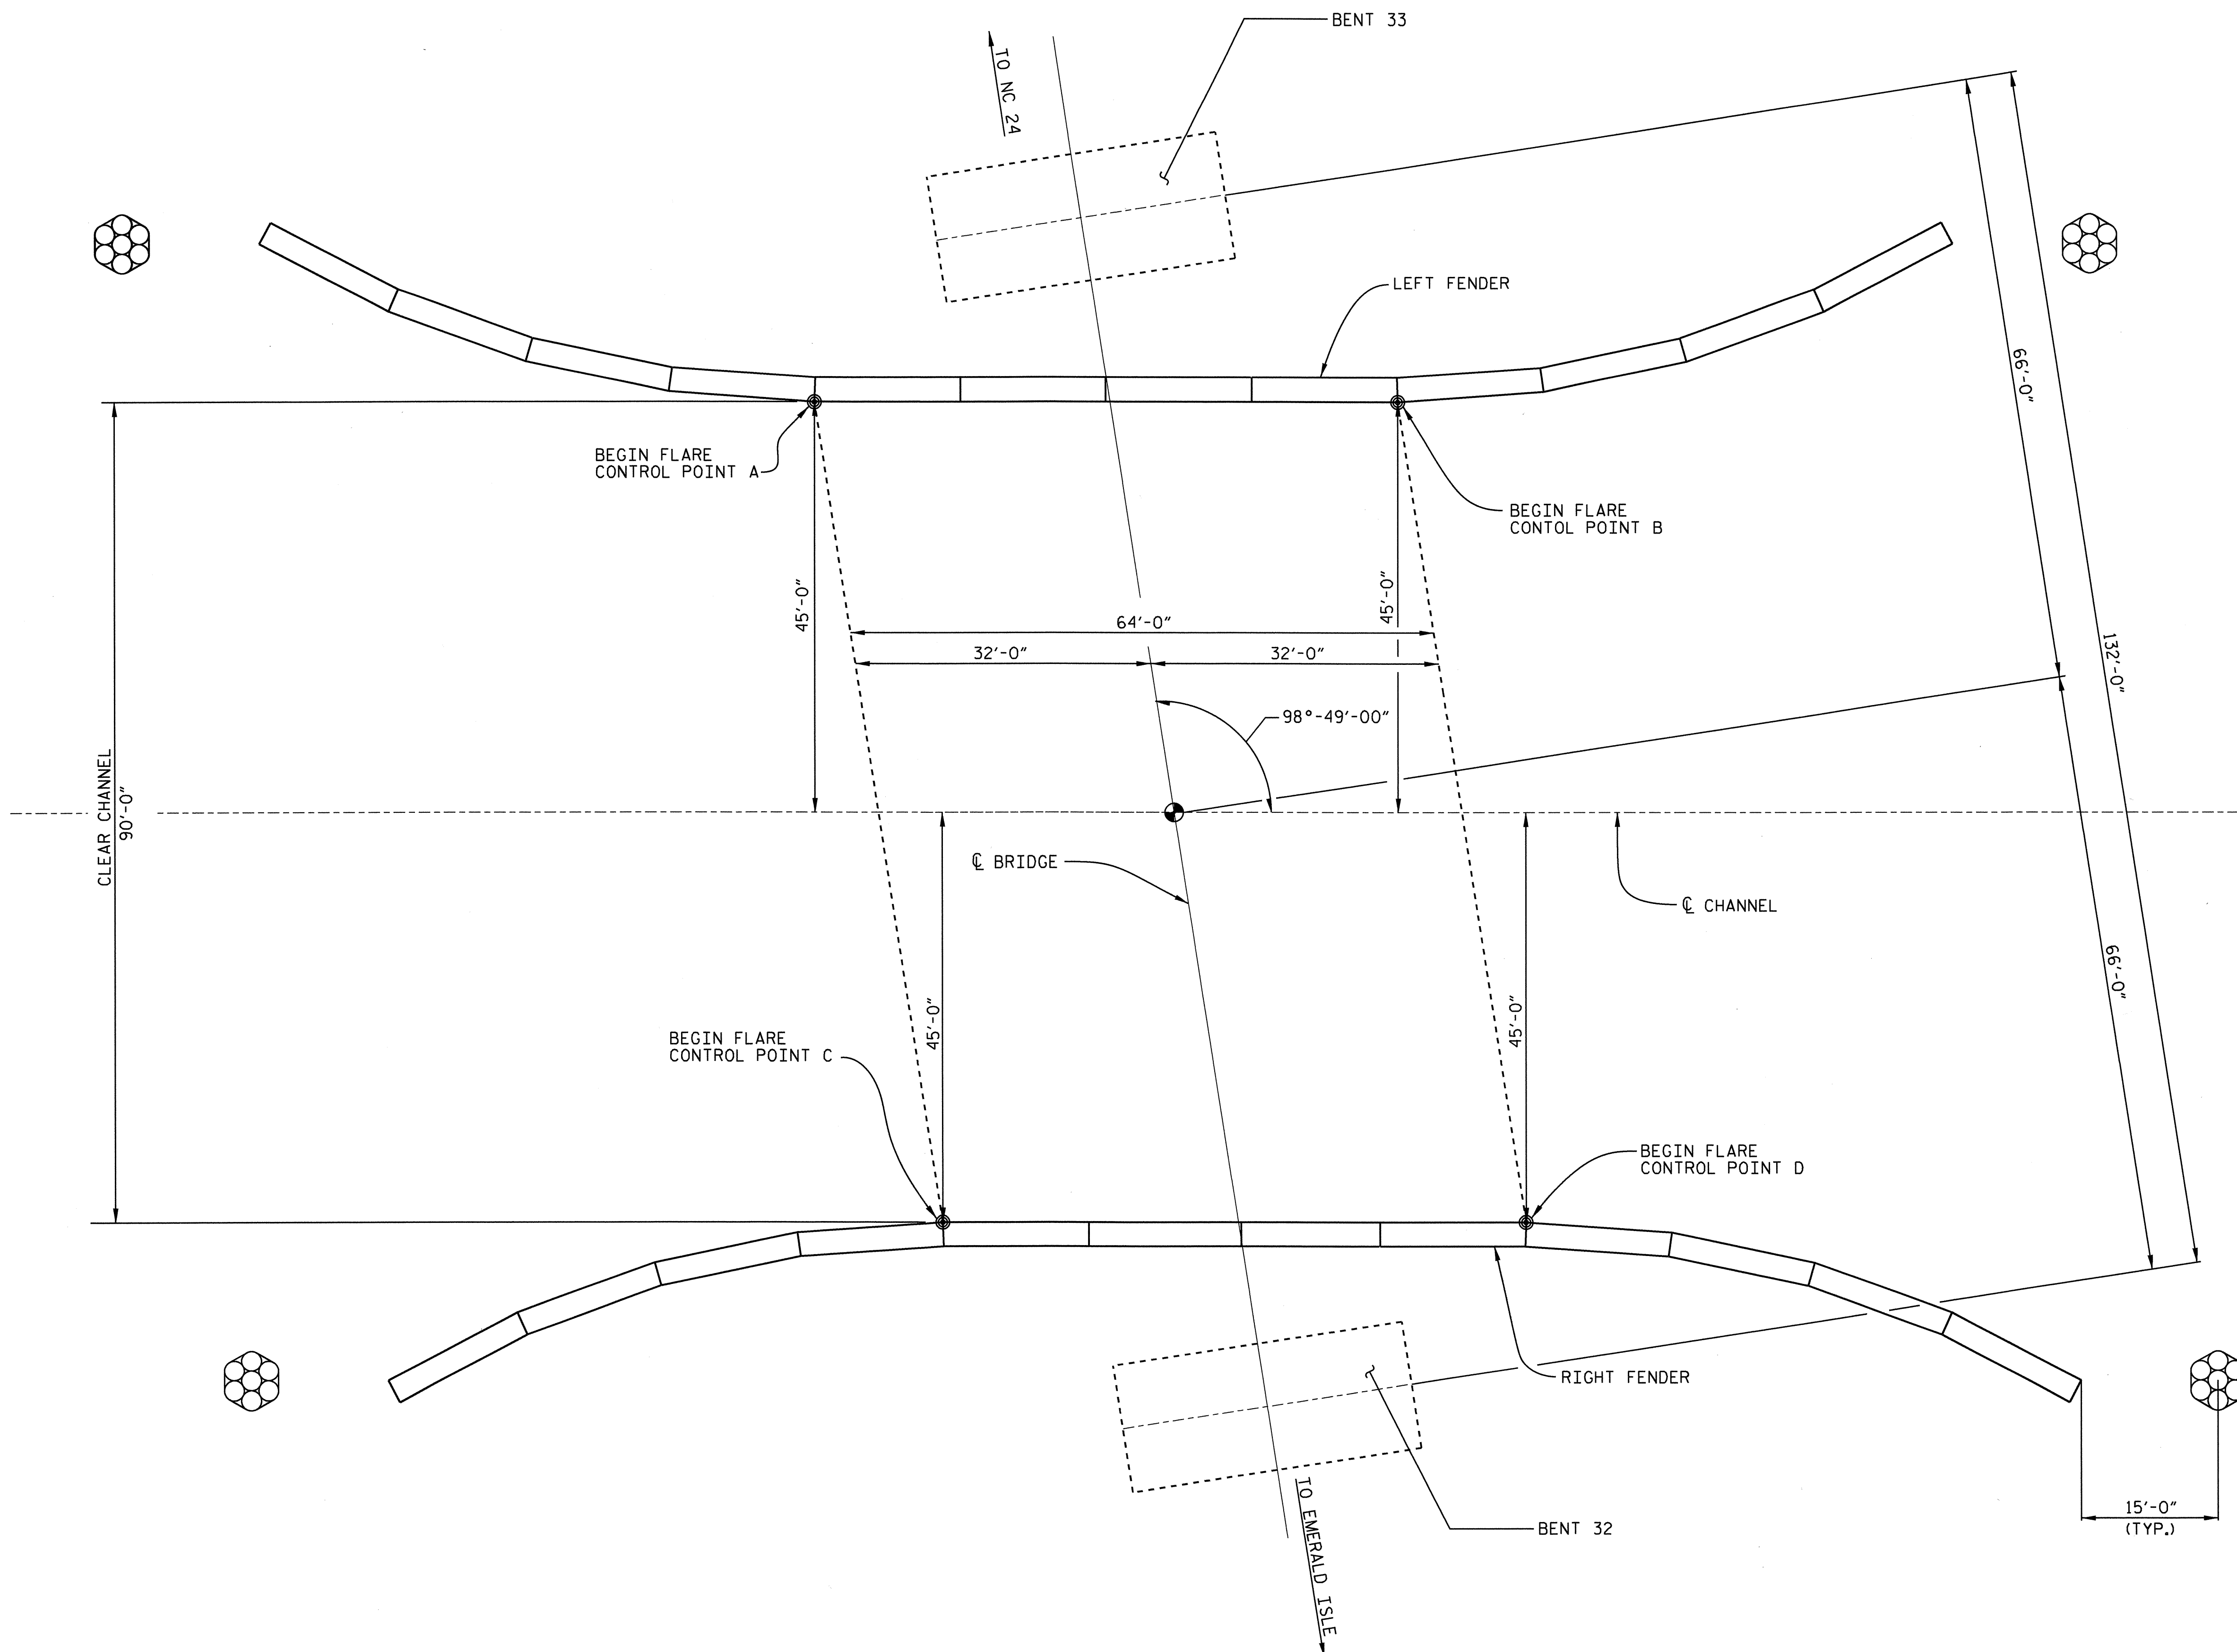 BENT 33
TO NC 24
LEFT FENDER
66'-0"
BEGIN FLARE
CONTROL POINT A
BEGIN FLARE
CONTOL POINT B
45'-0"
45'-0"
64'-0"
32'-0"
32'-0"
132'-0"
98°-49'-00"
CLEAR CHANNEL
90'-0"
℄ BRIDGE
℄ CHANNEL
66'-0"
45'-0"
45'-0"
BEGIN FLARE
CONTROL POINT C
BEGIN FLARE
CONTROL POINT D
RIGHT FENDER
TO EMERALD ISLE
BENT 32
15'-0"
(TYP.)